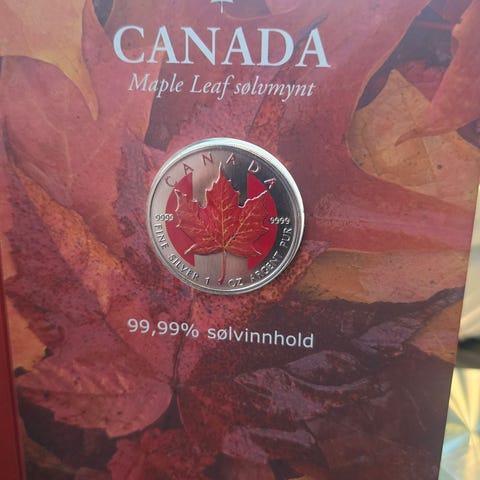 CANADA
Maple Leaf sølvmynt
CANADA
9999 9999
FINE SILVER 1 OZ ARGENT PUR
99,99% sølvinnhold